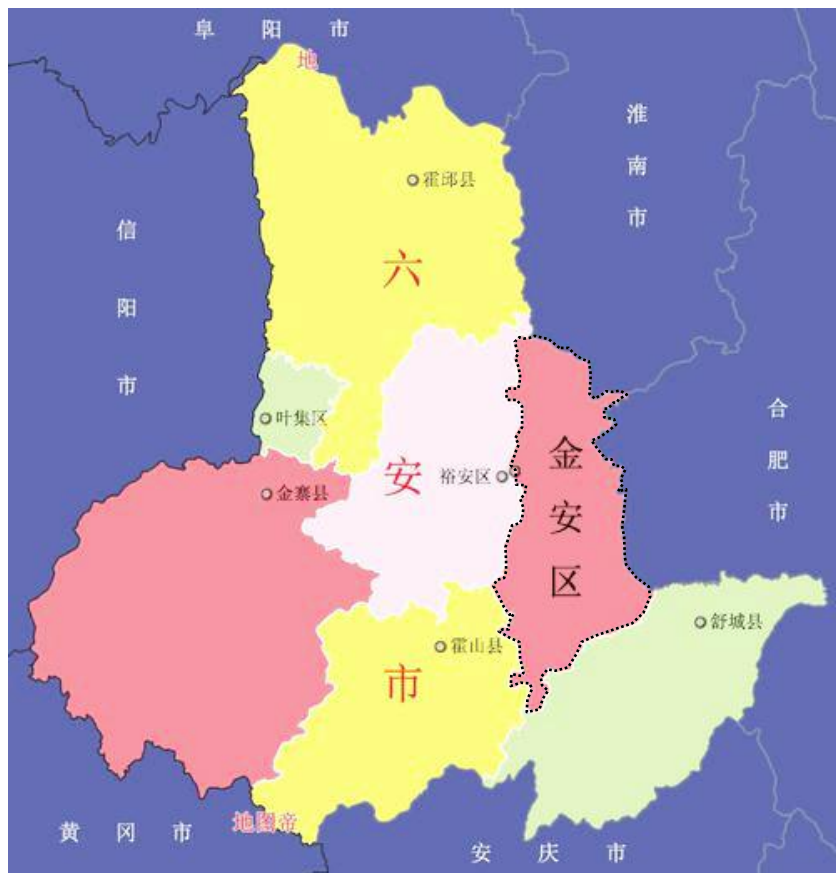 阜阳市
地
淮南市
霍邱县
信阳市
六
合肥市
叶集区
金安区
安
裕安区
金寨县
舒城县
霍山县
市
地图帝
黄冈市
安庆市